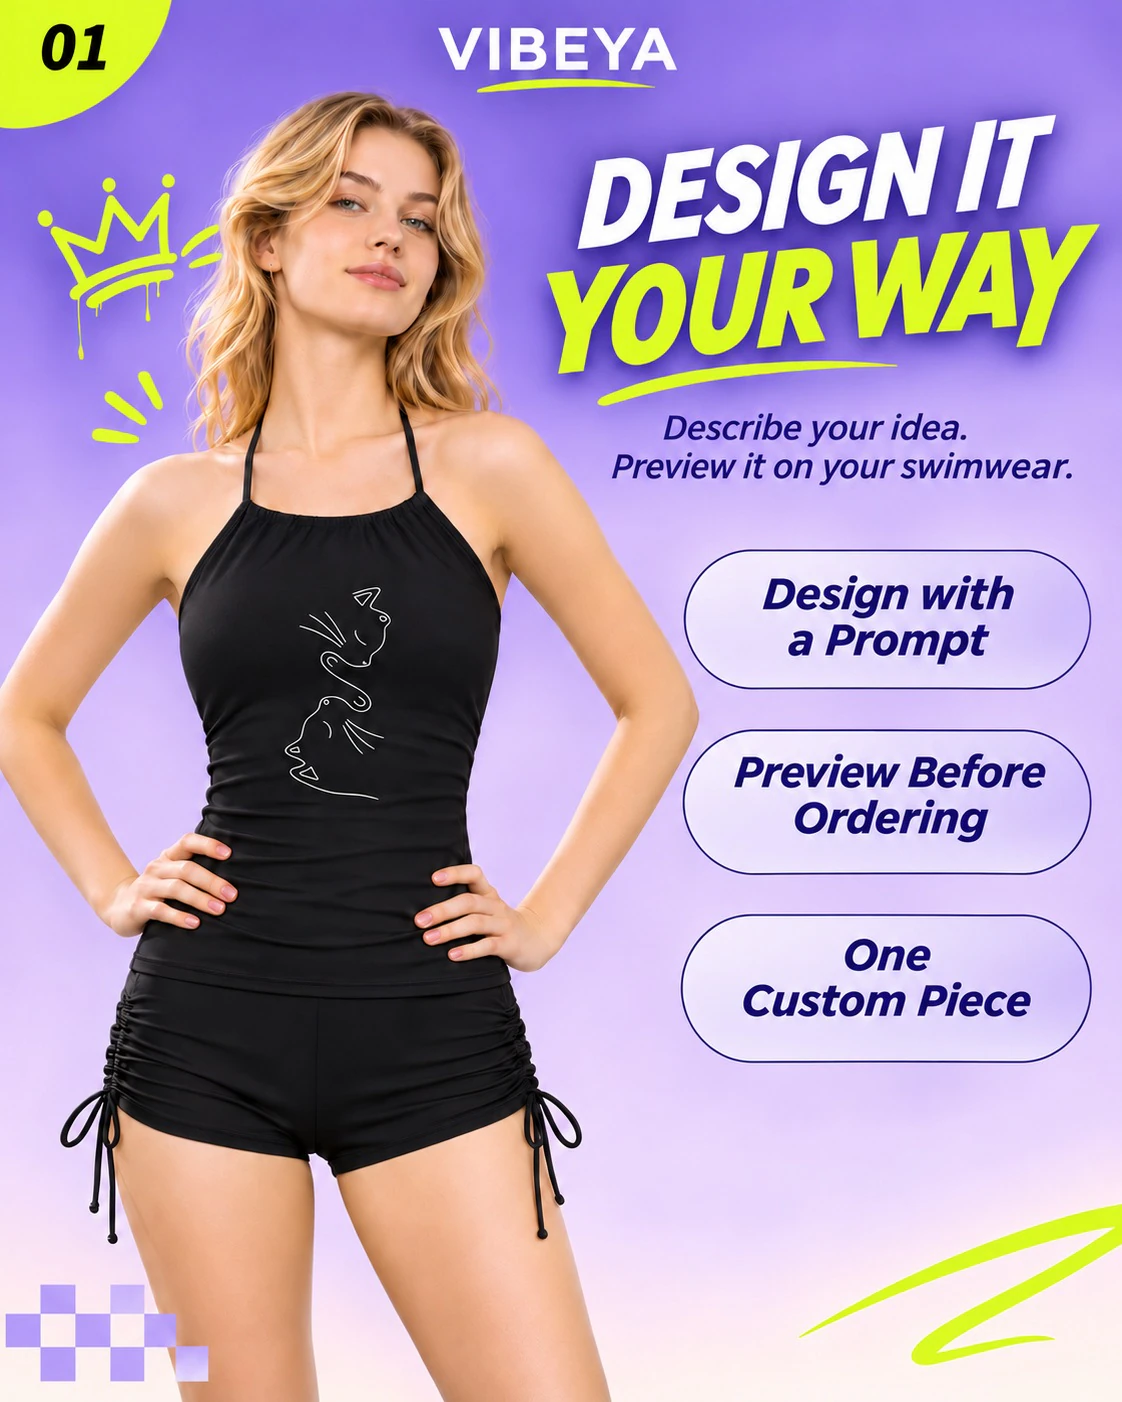 01
VIBEYA
DESIGN IT
YOUR WAY
Describe your idea.
Preview it on your swimwear.
Design with
a Prompt
Preview Before
Ordering
One
Custom Piece